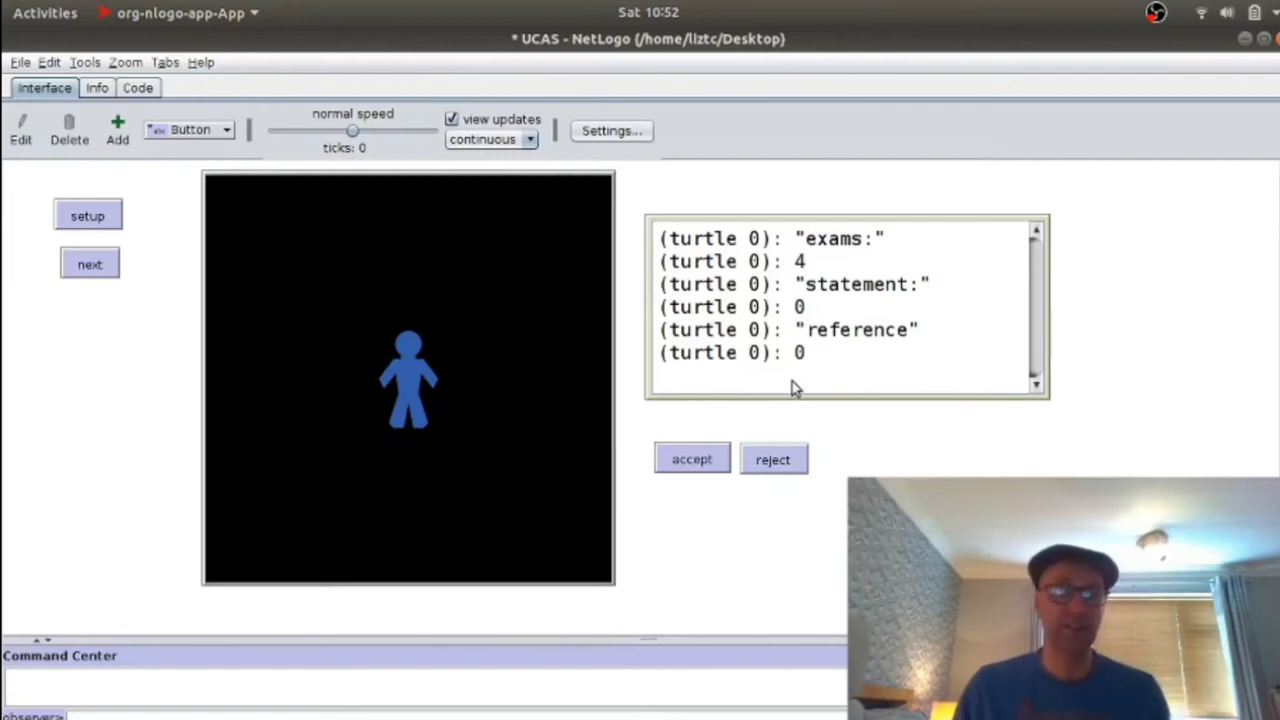 Activities org-nlogo-app-App Sat 10:52
* UCAS - NetLogo {/home/liztc/Desktop}
File Edit Tools Zoom Tabs Help
Interface Info Code
normal speed
view updates
Edit Delete Add abc Button continuous Settings...
ticks: 0
setup
next
(turtle 0): "exams:"
(turtle 0): 4
(turtle 0): "statement:"
(turtle 0): 0
(turtle 0): "reference"
(turtle 0): 0
accept reject
Command Center
observer>